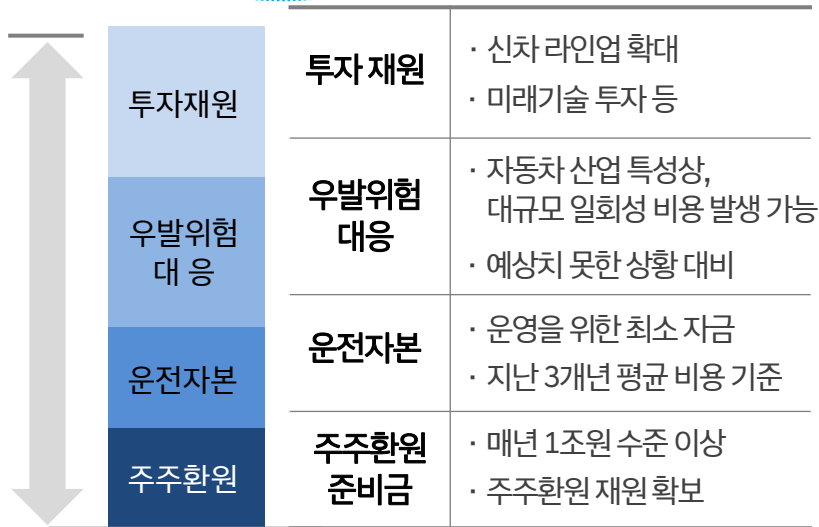 투자재원
우발위험
대 응
운전자본
주주환원
투자 재원
· 신차 라인업 확대
· 미래기술 투자 등
우발위험
대응
· 자동차 산업 특성상,
대규모 일회성 비용 발생 가능
· 예상치 못한 상황 대비
운전자본
· 운영을 위한 최소 자금
· 지난 3개년 평균 비용 기준
주주환원
준비금
· 매년 1조원 수준 이상
· 주주환원 재원 확보